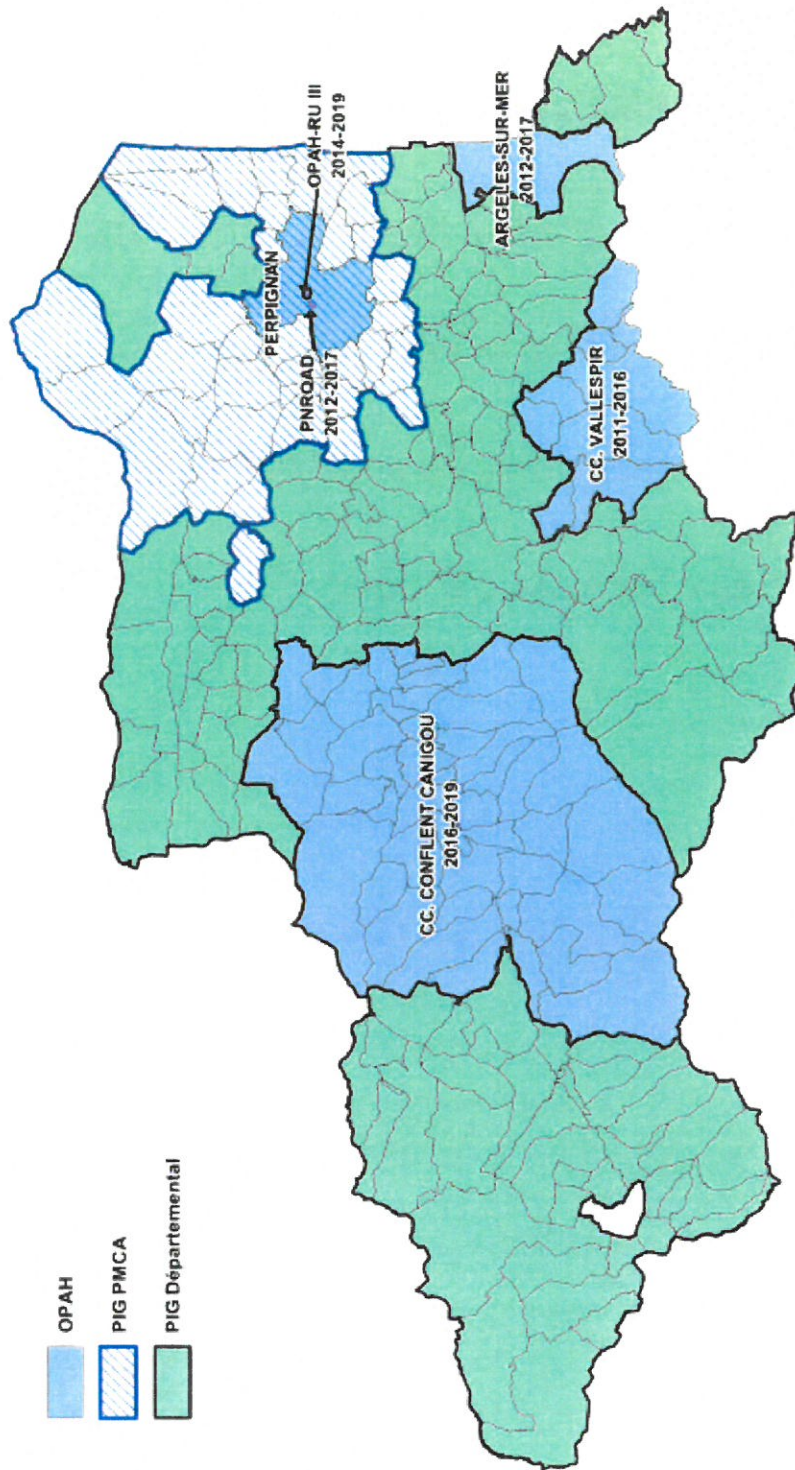 OPAH
PIG PMCA
PIG Départemental
PERPIGNAN
PNRQAD
2012-2017
OPAH-RU III
2014-2019
ARGELES-SUR-MER
2012-2017
CC. VALLESPIR
2011-2016
CC. CONFLENT CANIGOU
2016-2019